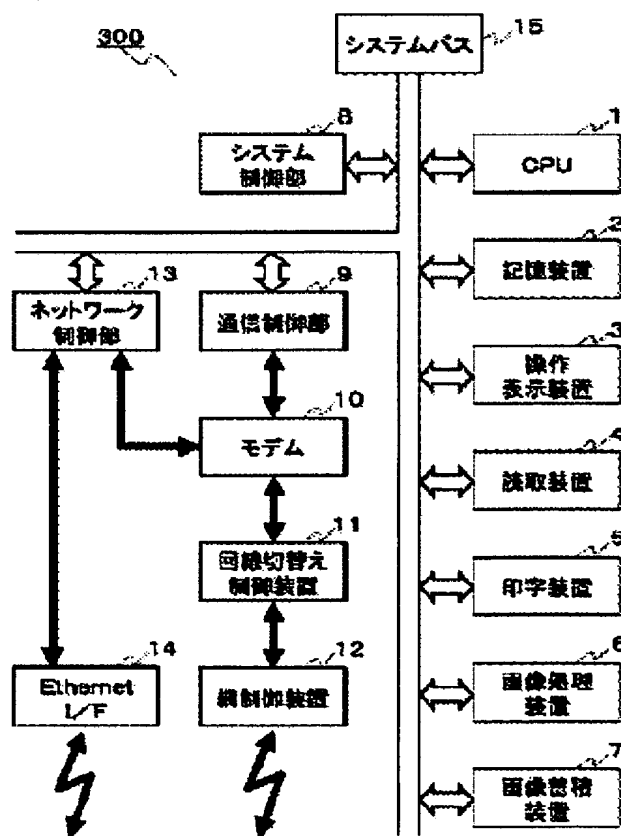 300
システムバス
15
8
システム
制御部
1
CPU
2
記憶装置
13
ネットワーク
制御部
9
通信制御部
3
操作
表示装置
10
モデム
4
読取装置
11
回線切替え
制御装置
5
印字装置
14
Ethernet
I/F
12
網制御装置
6
画像処理
装置
7
画像蓄積
装置